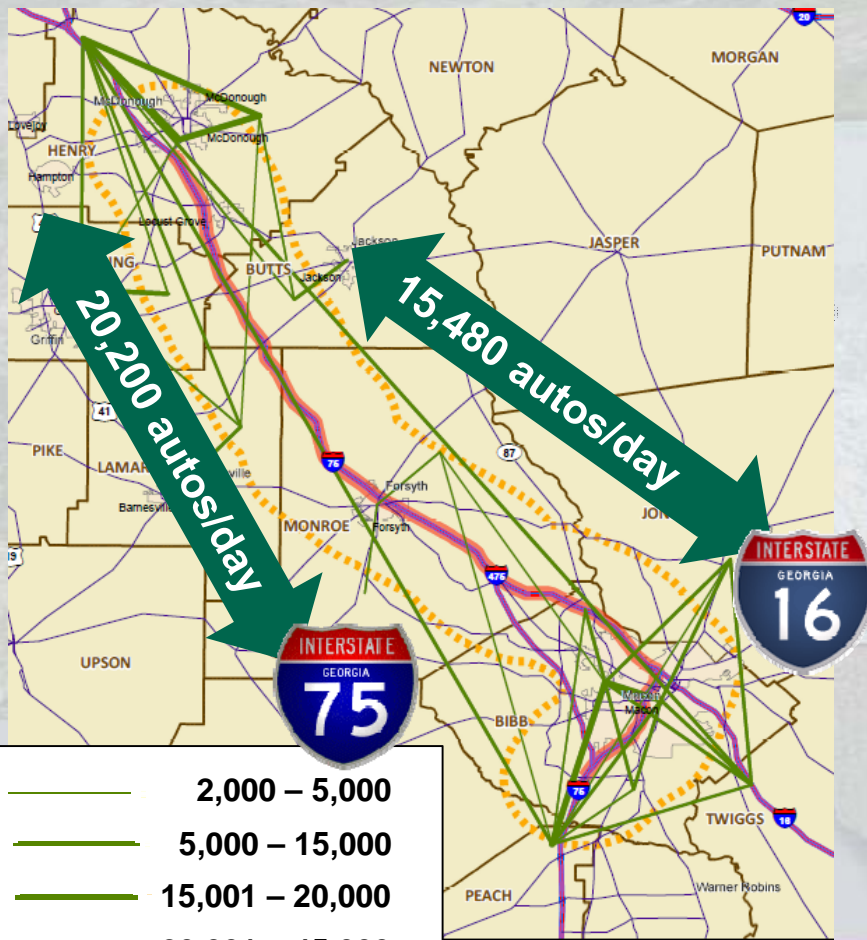 20
MORGAN
NEWTON
McDonough
McDonough
Lovejoy
McDonough
HENRY
Hampton
Locust Grove
Jackson
JASPER
PUTNAM
BUTTS
Jackson
Griffin
20,200 autos/day
15,480 autos/day
41
PIKE
75
87
Forsyth
Barnesville
MONROE
Forsyth
475
INTERSTATE
GEORGIA
16
UPSON
INTERSTATE
GEORGIA
75
Macon
BIBB
75
TWIGGS
16
PEACH
Warner Robins
2,000 – 5,000
5,000 – 15,000
15,001 – 20,000